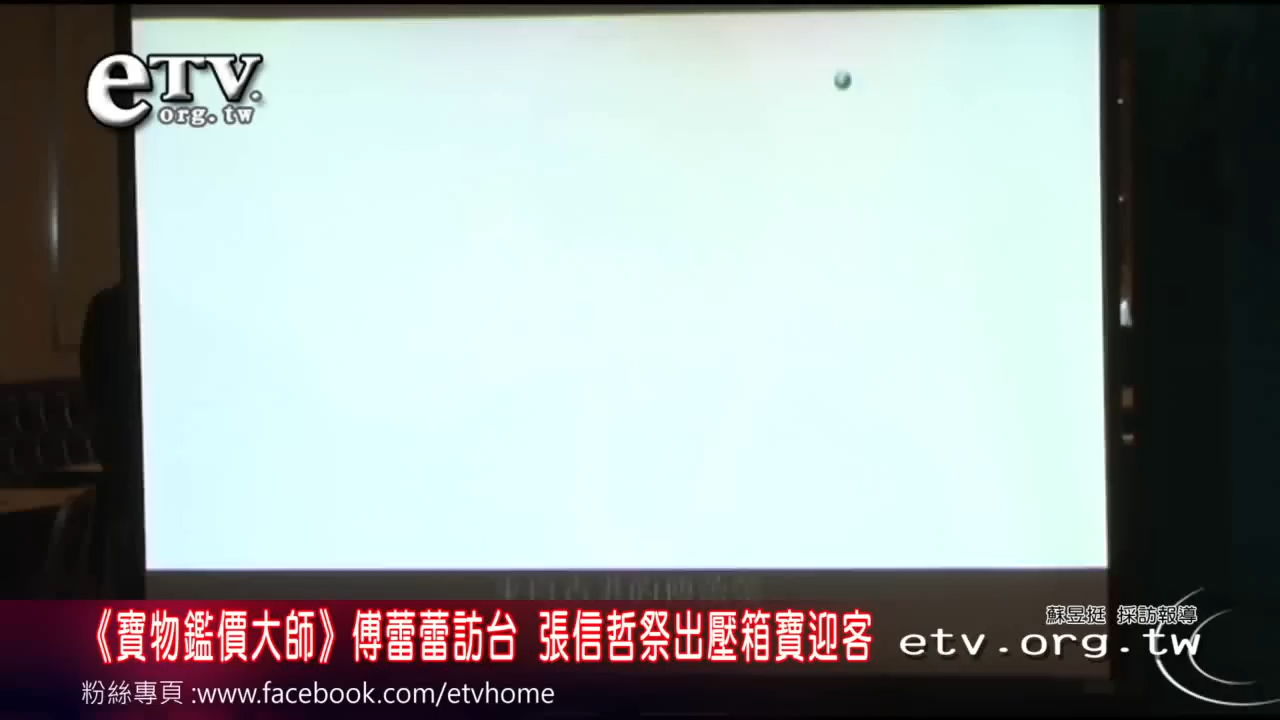 eTV.
org.tw
蘇昱挺 採訪報導
《寶物鑑價大師》傅蕾蕾訪台 張信哲祭出壓箱寶迎客
etv.org.tw
粉絲專頁 :www.facebook.com/etvhome